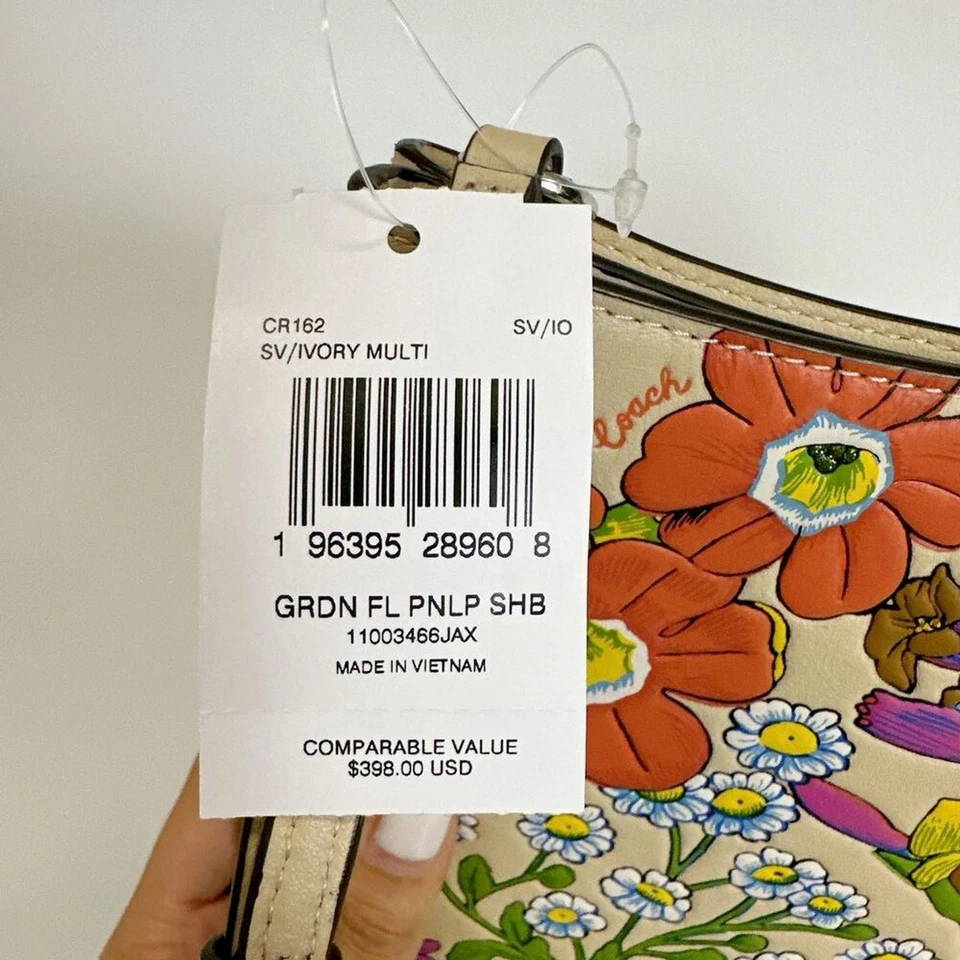 CR162 SV/IO
SV/IVORY MULTI
1 96395 28960 8
GRDN FL PNLP SHB
11003466JAX
MADE IN VIETNAM
COMPARABLE VALUE
$398.00 USD
Coach